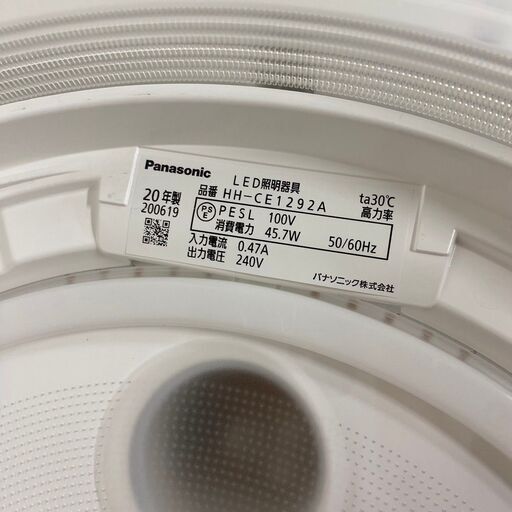 Panasonic
LED照明器具
ta30℃
20年製
品番 HH-CE1292A
高力率
200619
PS E
PESL 100V
消費電力 45.7W 50/60Hz
入力電流 0.47A
出力電圧 240V
パナソニック株式会社